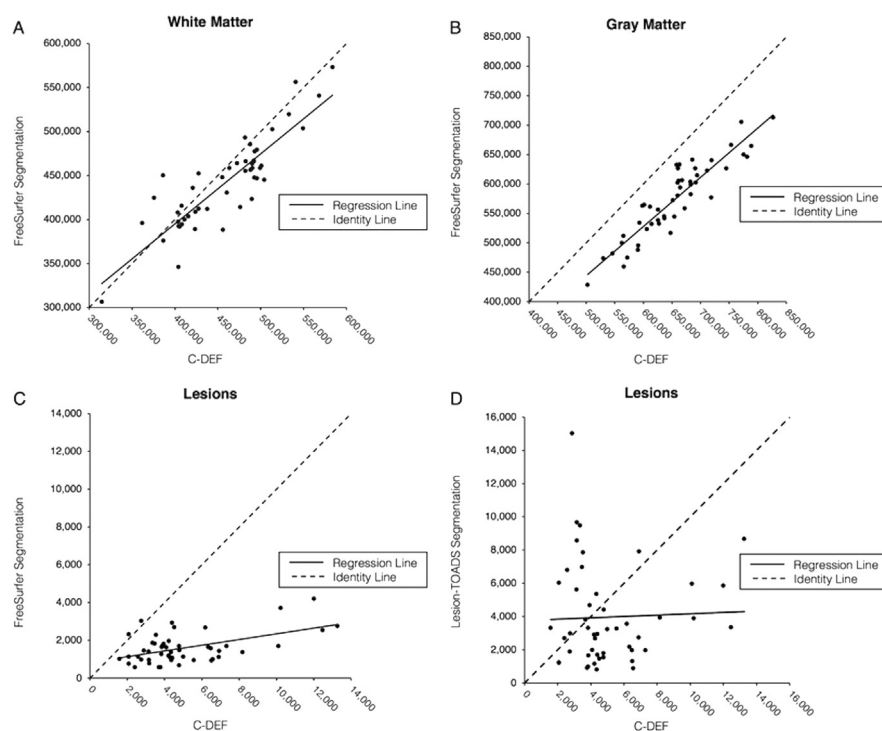 A
White Matter
FreeSurfer Segmentation
600,000
550,000
500,000
450,000
400,000
350,000
300,000
300,000
350,000
400,000
450,000
500,000
550,000
600,000
C-DEF
Regression Line
Identity Line
B
Gray Matter
FreeSurfer Segmentation
850,000
800,000
750,000
700,000
650,000
600,000
550,000
500,000
450,000
400,000
400,000
450,000
500,000
550,000
600,000
650,000
700,000
750,000
800,000
850,000
C-DEF
Regression Line
Identity Line
C
Lesions
FreeSurfer Segmentation
14,000
12,000
10,000
8,000
6,000
4,000
2,000
0
0
2,000
4,000
6,000
8,000
10,000
12,000
14,000
C-DEF
Regression Line
Identity Line
D
Lesions
Lesion-TOADS Segmentation
16,000
14,000
12,000
10,000
8,000
6,000
4,000
2,000
0
0
2,000
4,000
6,000
8,000
10,000
12,000
14,000
16,000
C-DEF
Regression Line
Identity Line